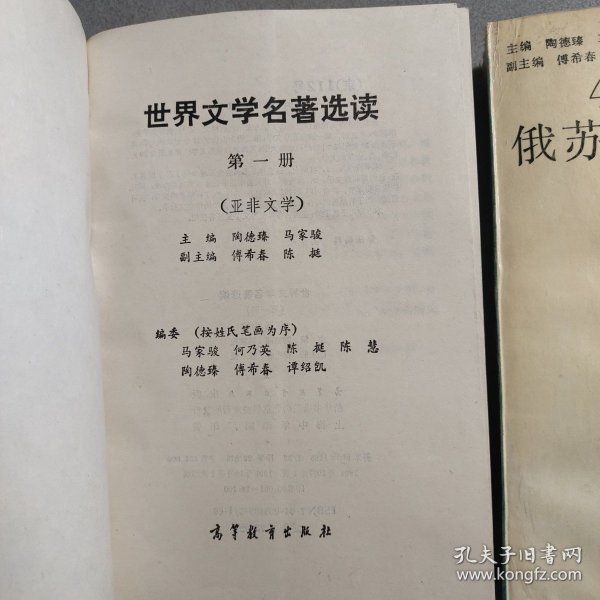 世界文学名著选读
第一册
(亚非文学)
主编 陶德臻 马家骏
副主编 傅希春 陈挺
编委 (按姓氏笔画为序)
马家骏 何乃英 陈挺 陈慧
陶德臻 傅希春 谭绍凯
高等教育出版社
主编 陶德臻
副主编 傅希春
4
俄苏
孔夫子旧书网
www.kongfz.com